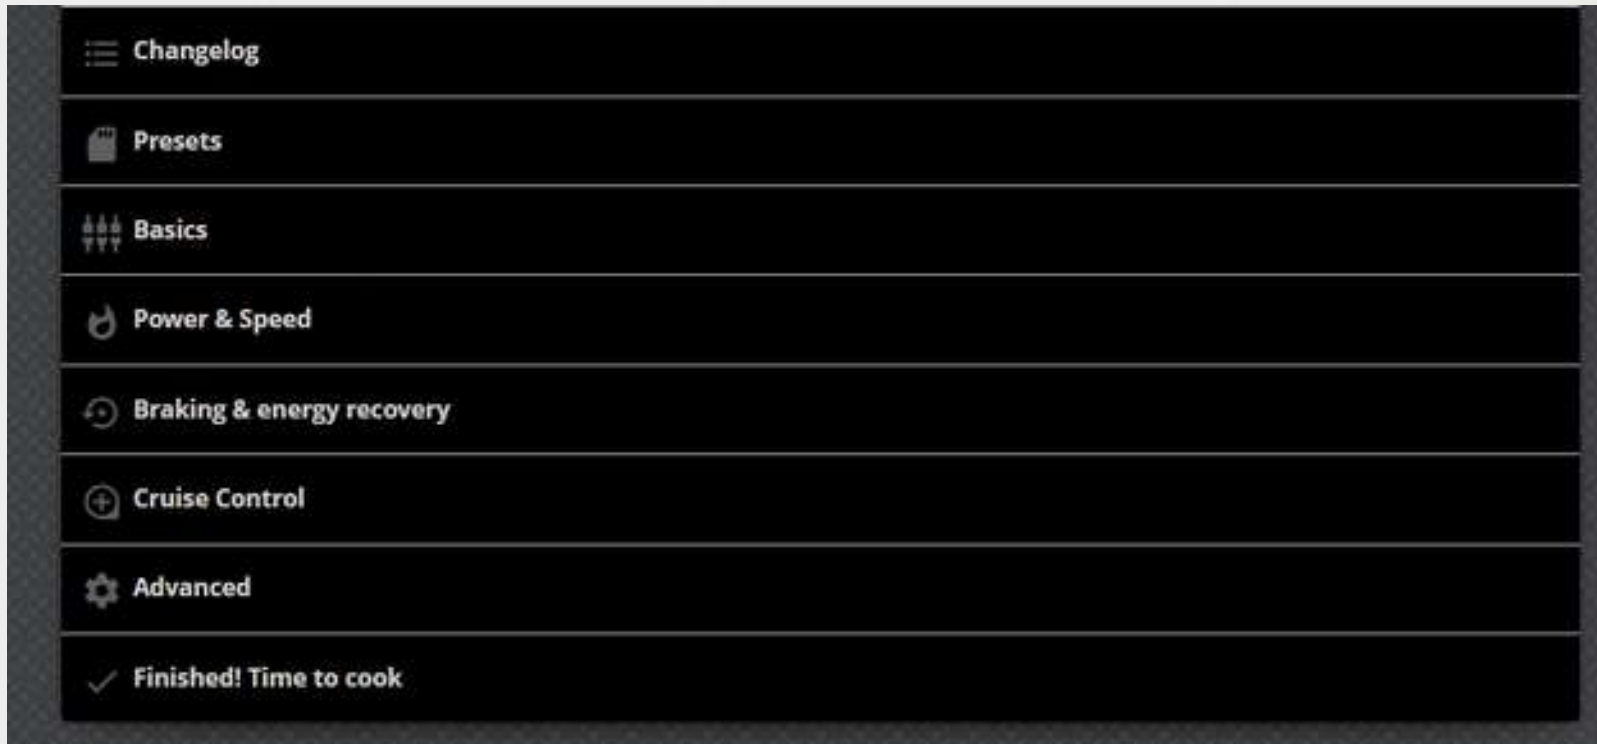 Changelog
Presets
Basics
Power & Speed
Braking & energy recovery
Cruise Control
Advanced
Finished! Time to cook